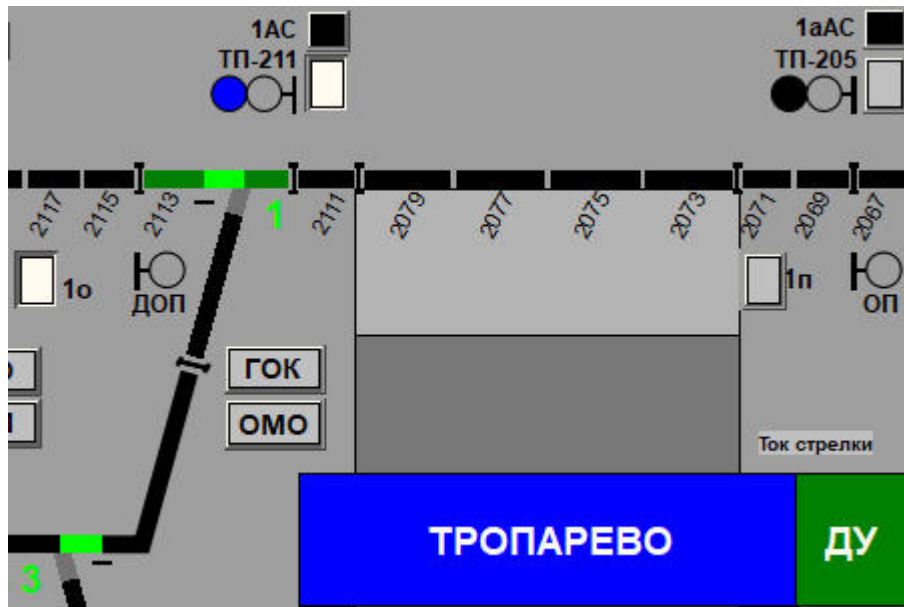 1АС
1аАС
ТП-211
ТП-205
2117
2115
2113
1
2111
2079
2077
2075
2073
2071
2069
2067
1о
ДОП
1п
ОП
ГОК
ОМО
Ток стрелки
ТРОПАРЕВО
ДУ
3